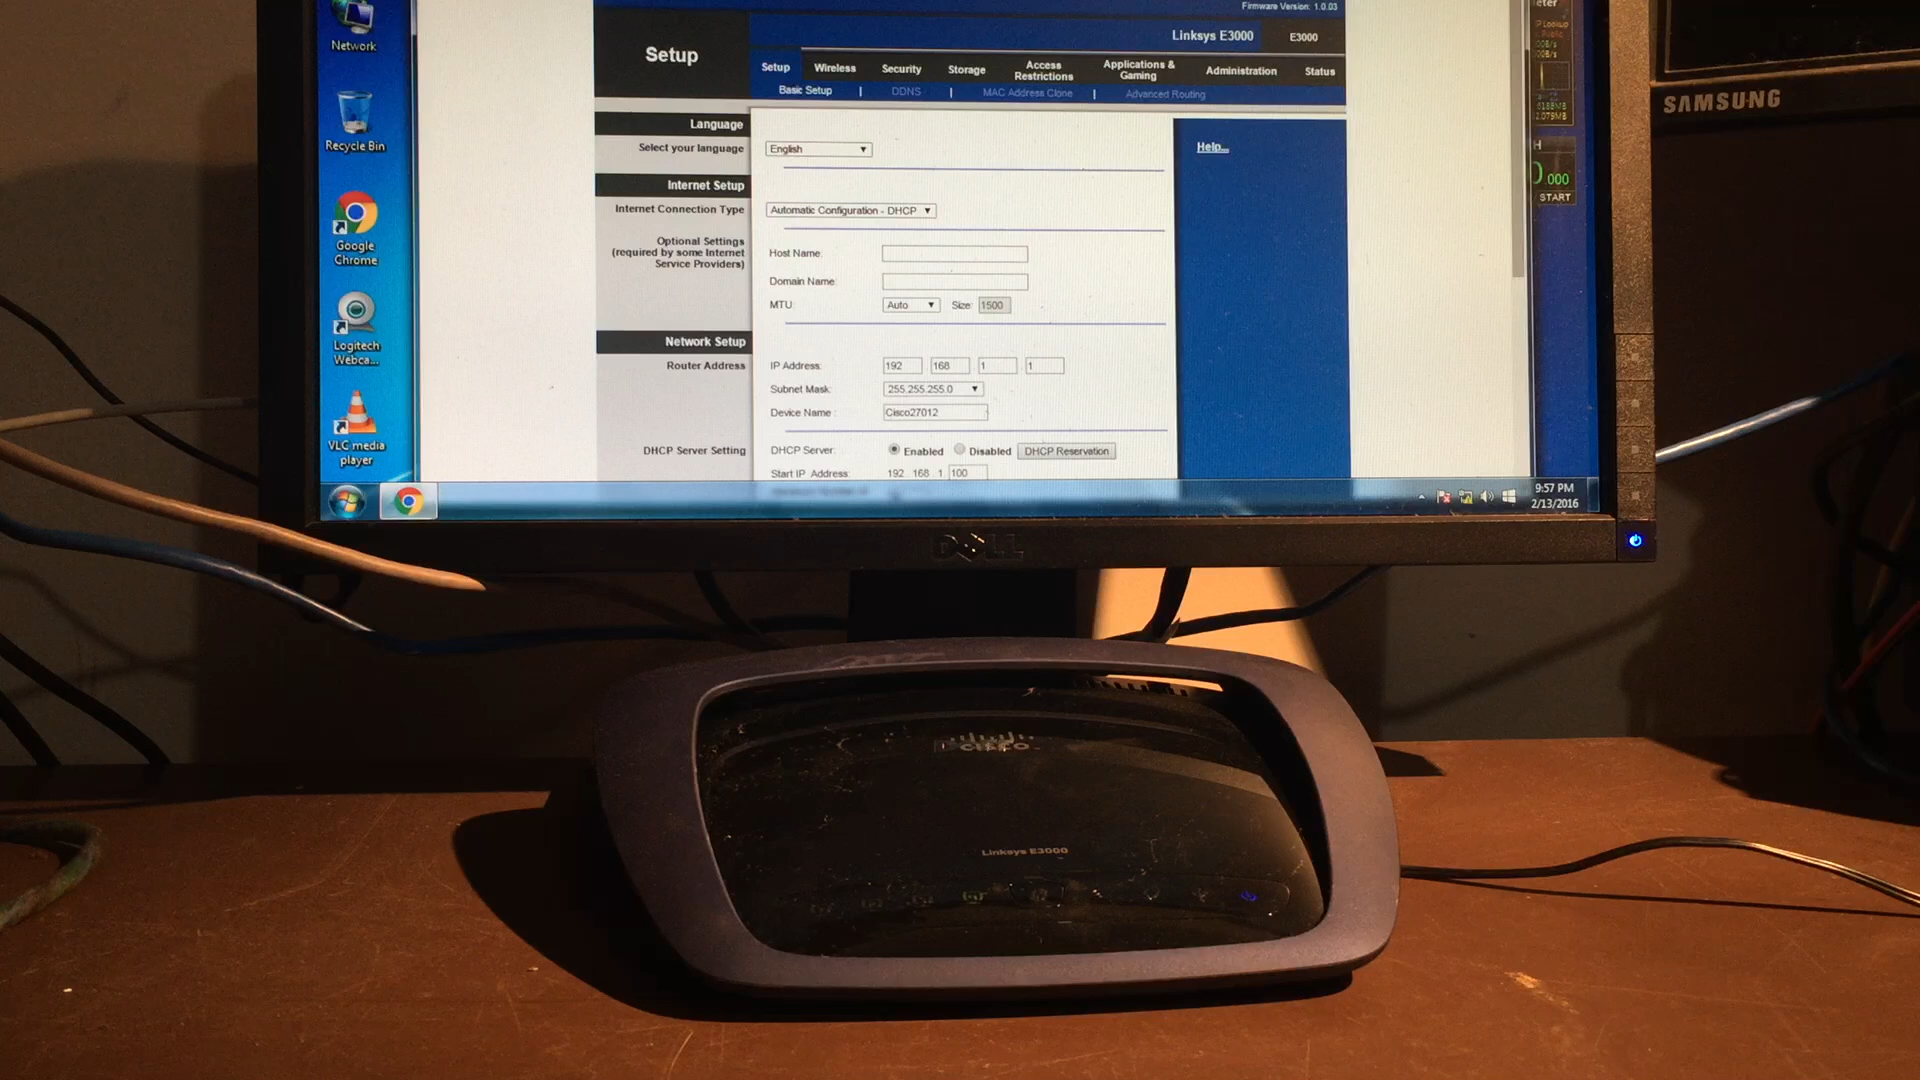 Firmware Version: 1.0.03
Linksys E3000
E3000
Setup
Setup
Wireless
Security
Storage
Access
Restrictions
Applications &
Gaming
Administration
Status
Basic Setup | DDNS | MAC Address Clone | Advanced Routing
Language
Select your language
English
Help...
Internet Setup
Internet Connection Type
Automatic Configuration - DHCP
Optional Settings
(required by some Internet
Service Providers)
Host Name:
Domain Name:
MTU:
Auto
Size:
1500
Network Setup
Router Address
IP Address:
192 . 168 . 1 . 1
Subnet Mask:
255.255.255.0
Device Name :
Cisco27012
DHCP Server Setting
DHCP Server:
Enabled
Disabled
DHCP Reservation
Start IP Address:
192 . 168 . 1 . 100
Network
Recycle Bin
Google
Chrome
Logitech
Webca...
VLC media
player
START
9:57 PM
2/13/2016
SAMSUNG
DELL
CISCO
Linksys E3000